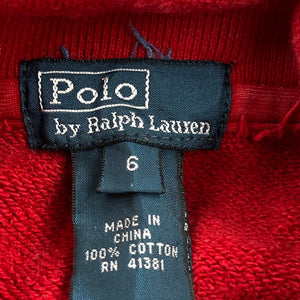 Polo
by Ralph Lauren
6
MADE IN
CHINA
100% COTTON
RN 41381